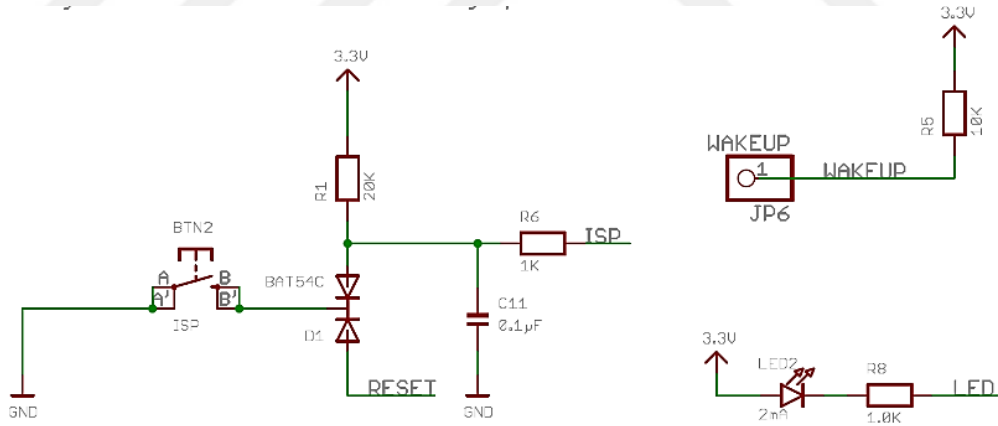 3.3V
R1
20K
BTN2
A
B
A'
B'
ISP
GND
BAT54C
D1
RESET
R6
1K
ISP
C11
0.1µF
GND
3.3V
R5
10K
WAKEUP
1
WAKEUP
JP6
3.3V
LED2
2mA
R8
1.0K
LED